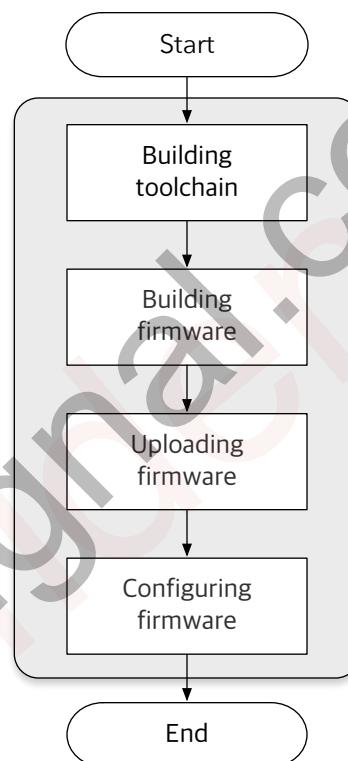 Start
Building
toolchain
Building
firmware
Uploading
firmware
Configuring
firmware
End